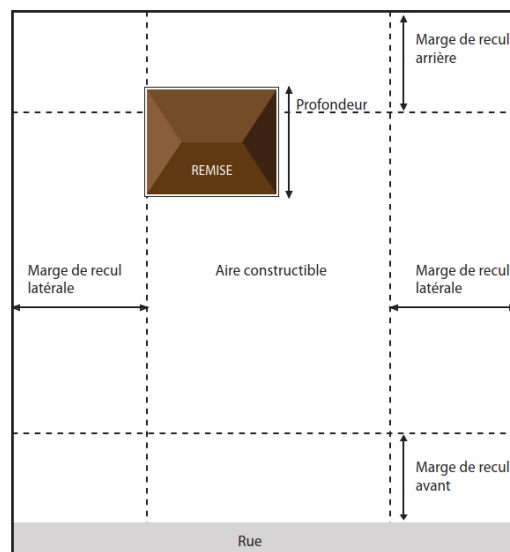 Marge de recul
arrière
Profondeur
REMISE
Marge de recul
latérale
Aire constructible
Marge de recul
latérale
Marge de recul
avant
Rue